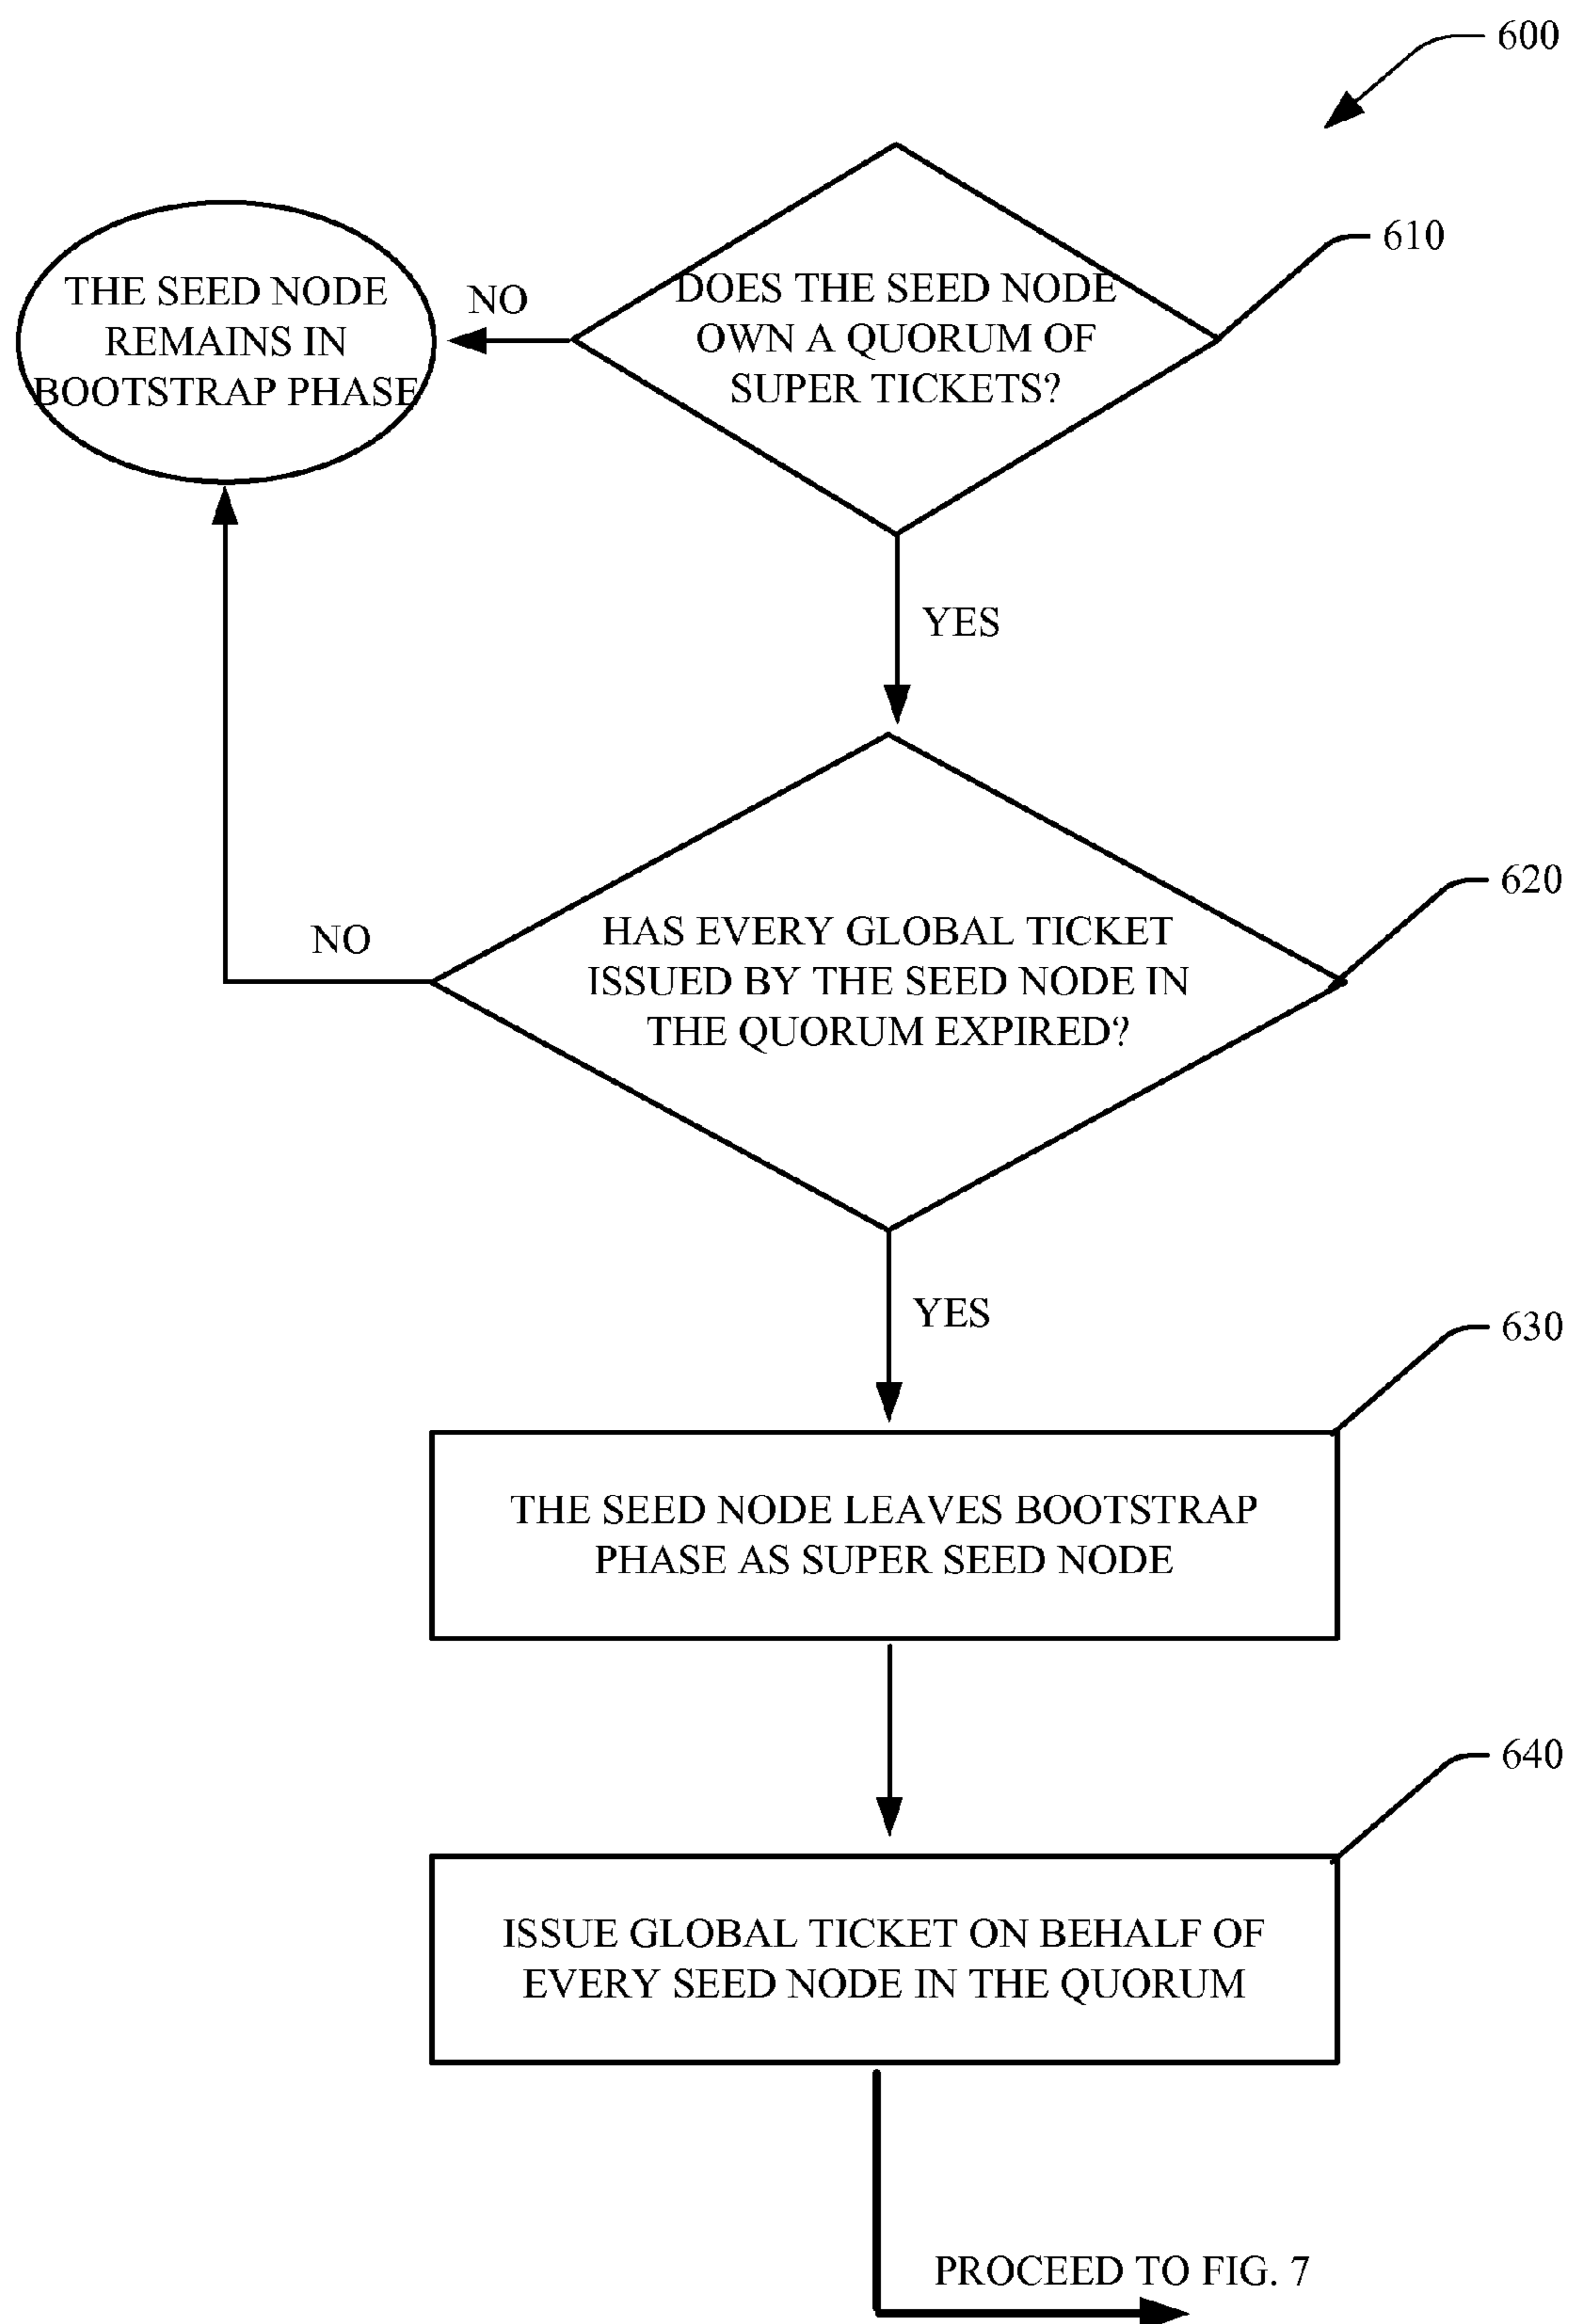 600
610
THE SEED NODE
REMAINS IN
BOOTSTRAP PHASE
NO
DOES THE SEED NODE
OWN A QUORUM OF
SUPER TICKETS?
YES
620
NO
HAS EVERY GLOBAL TICKET
ISSUED BY THE SEED NODE IN
THE QUORUM EXPIRED?
YES
630
THE SEED NODE LEAVES BOOTSTRAP
PHASE AS SUPER SEED NODE
640
ISSUE GLOBAL TICKET ON BEHALF OF
EVERY SEED NODE IN THE QUORUM
PROCEED TO FIG. 7